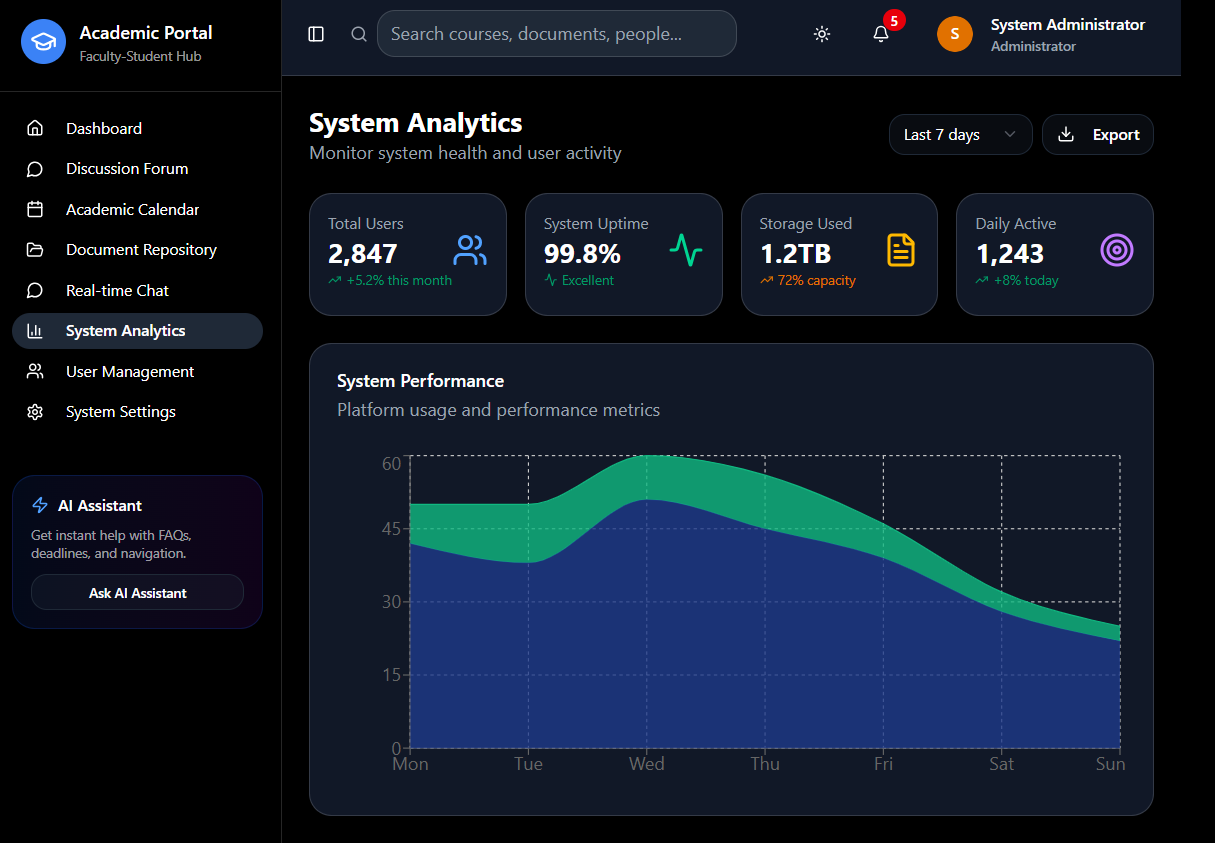 Academic Portal
Faculty-Student Hub
Dashboard
Discussion Forum
Academic Calendar
Document Repository
Real-time Chat
System Analytics
User Management
System Settings
AI Assistant
Get instant help with FAQs,
deadlines, and navigation.
Ask AI Assistant
Search courses, documents, people...
5
S
System Administrator
Administrator
System Analytics
Monitor system health and user activity
Last 7 days
Export
Total Users
2,847
+5.2% this month
System Uptime
99.8%
Excellent
Storage Used
1.2TB
72% capacity
Daily Active
1,243
+8% today
System Performance
Platform usage and performance metrics
60
45
30
15
0
Mon Tue Wed Thu Fri Sat Sun